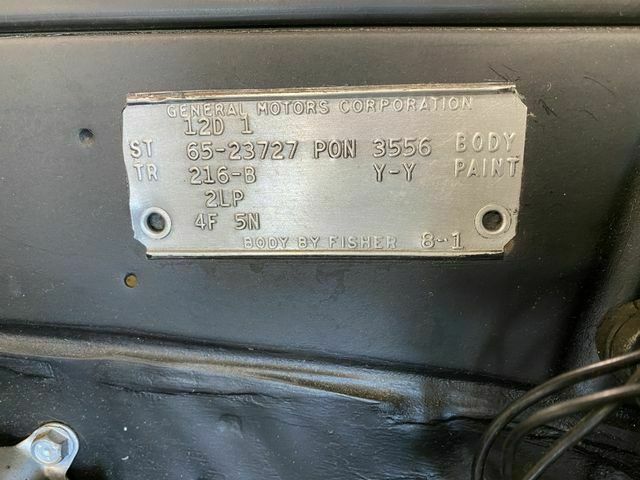 GENERAL MOTORS CORPORATION
12D 1
ST 65-23727 PON 3556 BODY
TR 216-B Y-Y PAINT
2LP
4F 5N
BODY BY FISHER 8-1